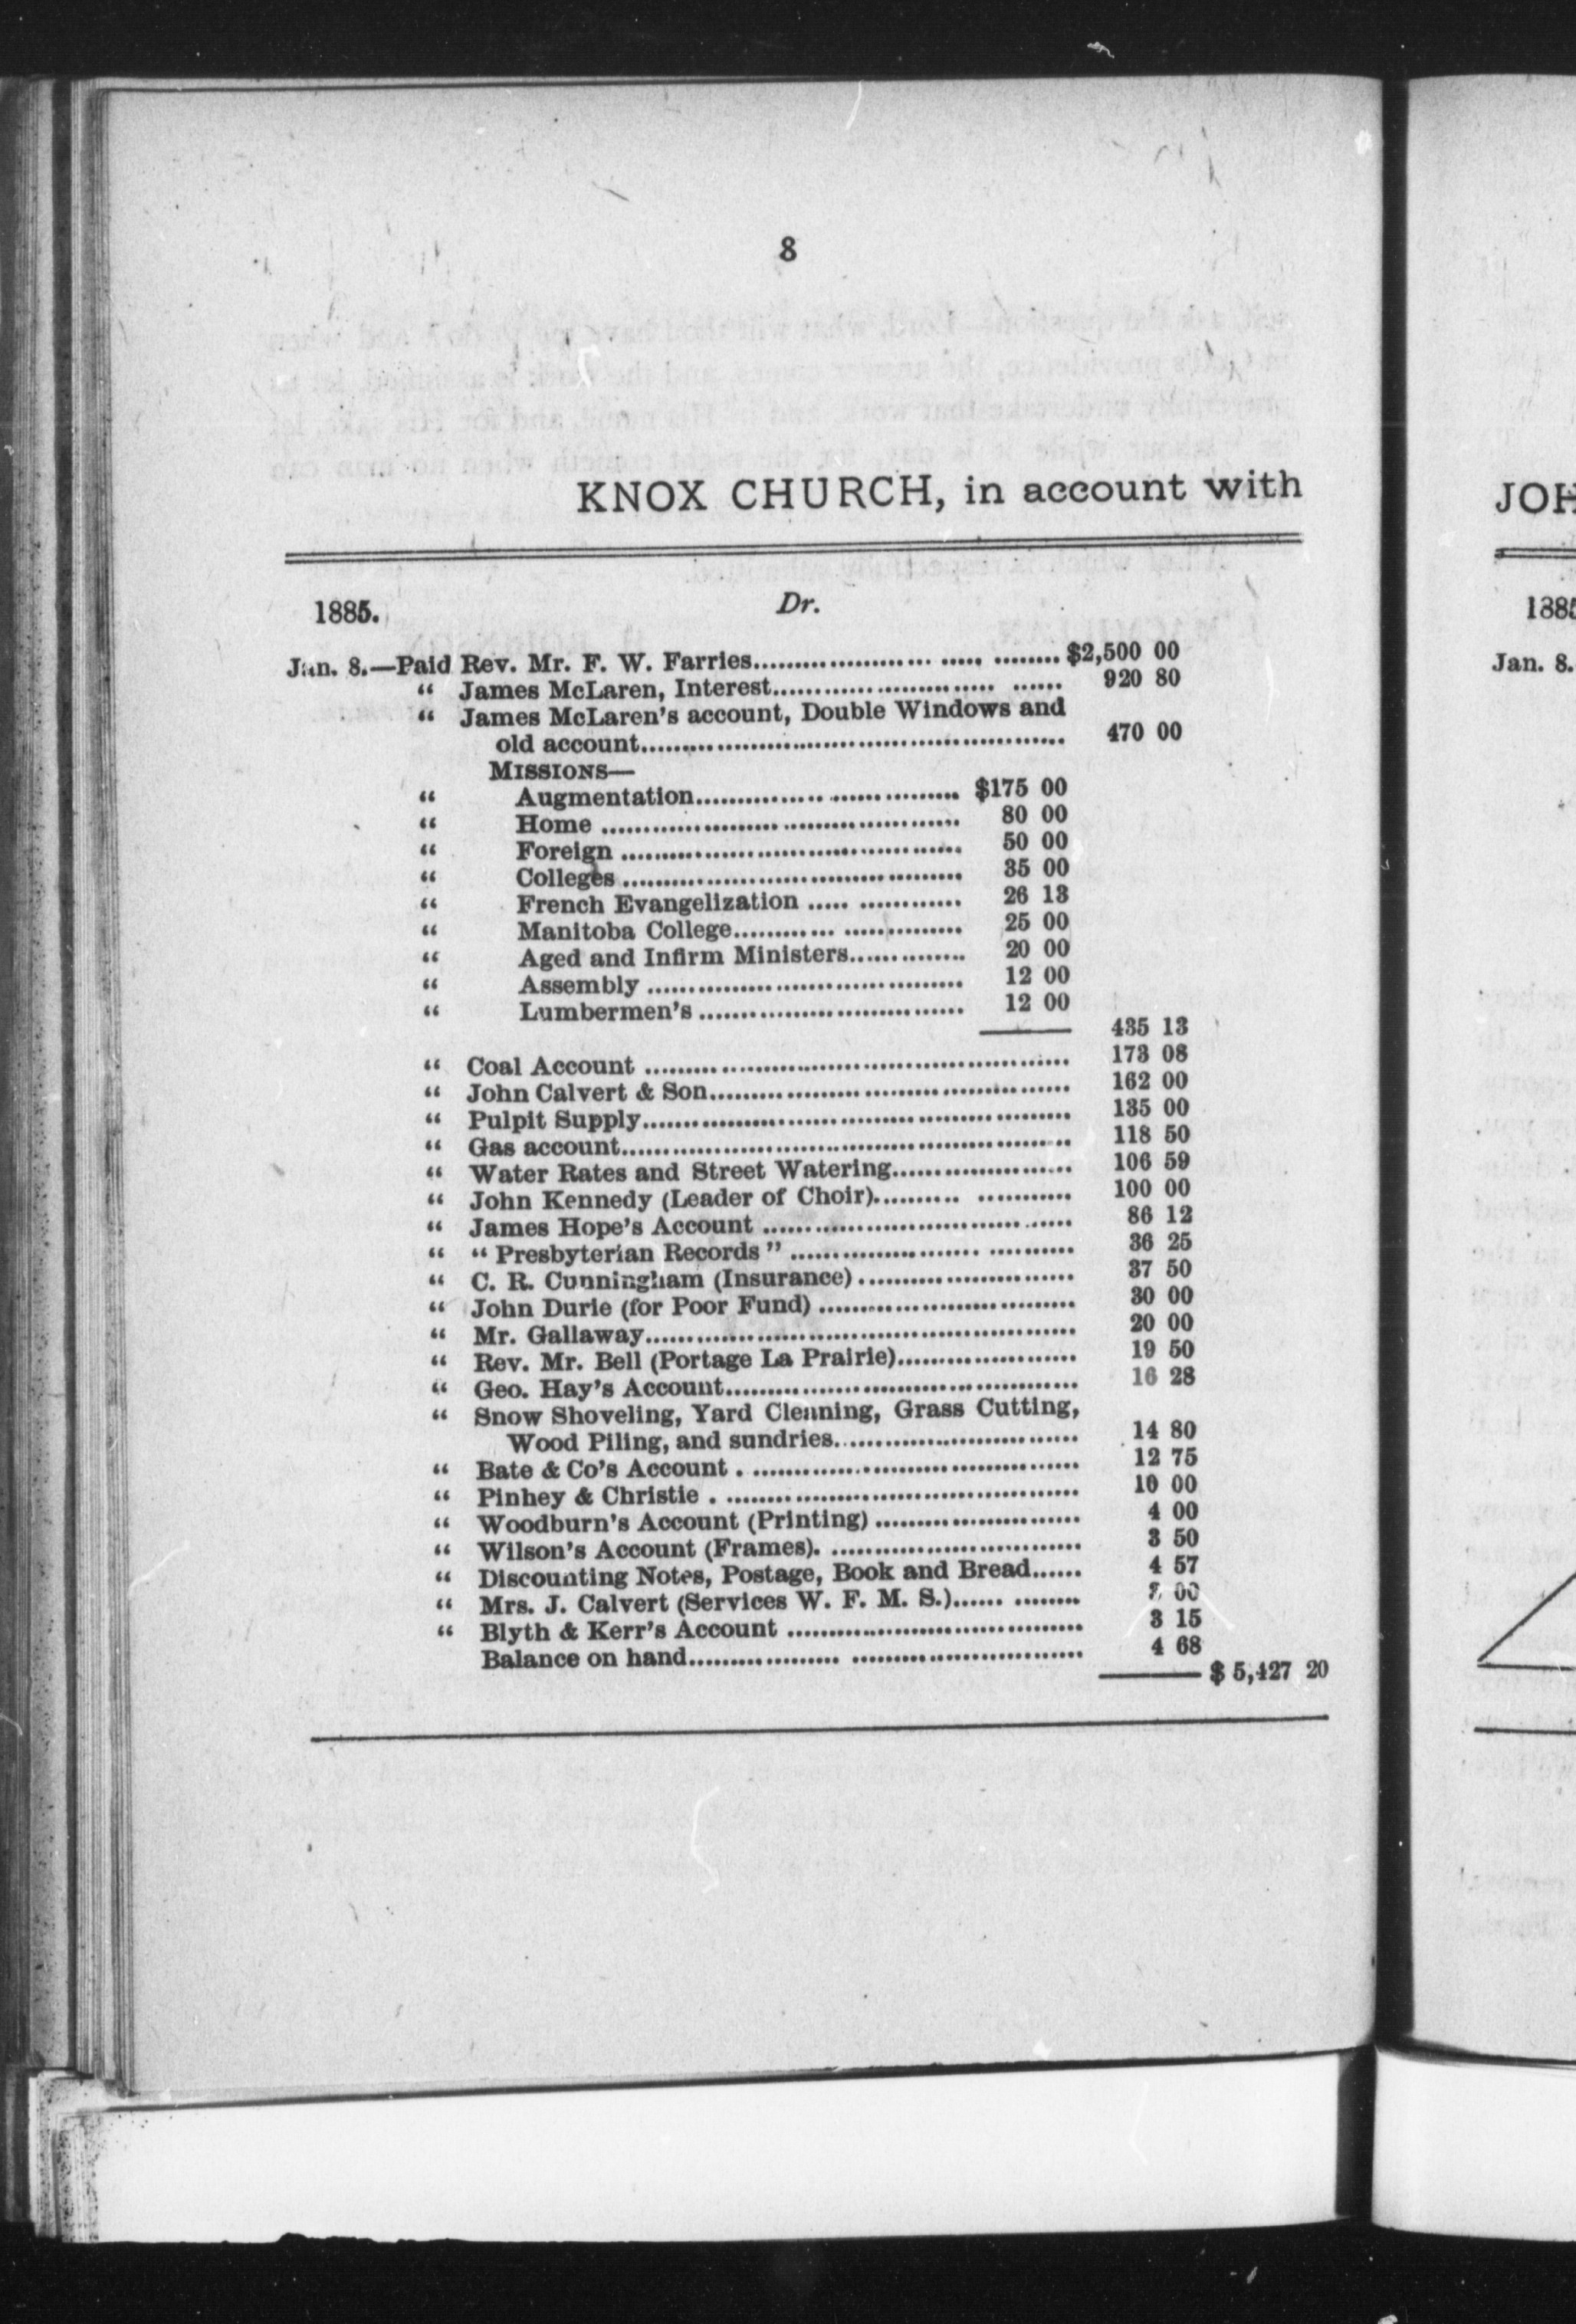 8
KNOX CHURCH, in account with
1885. Dr.
Jan. 8.—Paid Rev. Mr. F. W. Farries........ $2,500 00
" James McLaren, Interest........ 920 80
" James McLaren's account, Double Windows and
old account........ 470 00
MISSIONS—
" Augmentation........ $175 00
" Home ........ 80 00
" Foreign ........ 50 00
" Colleges ........ 35 00
" French Evangelization ........ 26 13
" Manitoba College........ 25 00
" Aged and Infirm Ministers........ 20 00
" Assembly ........ 12 00
" Lumbermen's ........ 12 00
435 13
" Coal Account ........ 173 08
" John Calvert & Son........ 162 00
" Pulpit Supply........ 135 00
" Gas account........ 118 50
" Water Rates and Street Watering........ 106 59
" John Kennedy (Leader of Choir)........ 100 00
" James Hope's Account ........ 86 12
" " Presbyterian Records " ........ 36 25
" C. R. Cunningham (Insurance) ........ 37 50
" John Durie (for Poor Fund) ........ 30 00
" Mr. Gallaway........ 20 00
" Rev. Mr. Bell (Portage La Prairie)........ 19 50
" Geo. Hay's Account........ 16 28
" Snow Shoveling, Yard Cleaning, Grass Cutting,
Wood Piling, and sundries........ 14 80
" Bate & Co's Account ........ 12 75
" Pinhey & Christie ........ 10 00
" Woodburn's Account (Printing) ........ 4 00
" Wilson's Account (Frames). ........ 3 50
" Discounting Notes, Postage, Book and Bread...... 4 57
" Mrs. J. Calvert (Services W. F. M. S.)........ 3 00
" Blyth & Kerr's Account ........ 3 15
Balance on hand........ 4 68
$ 5,427 20
JOH
1885
Jan. 8.